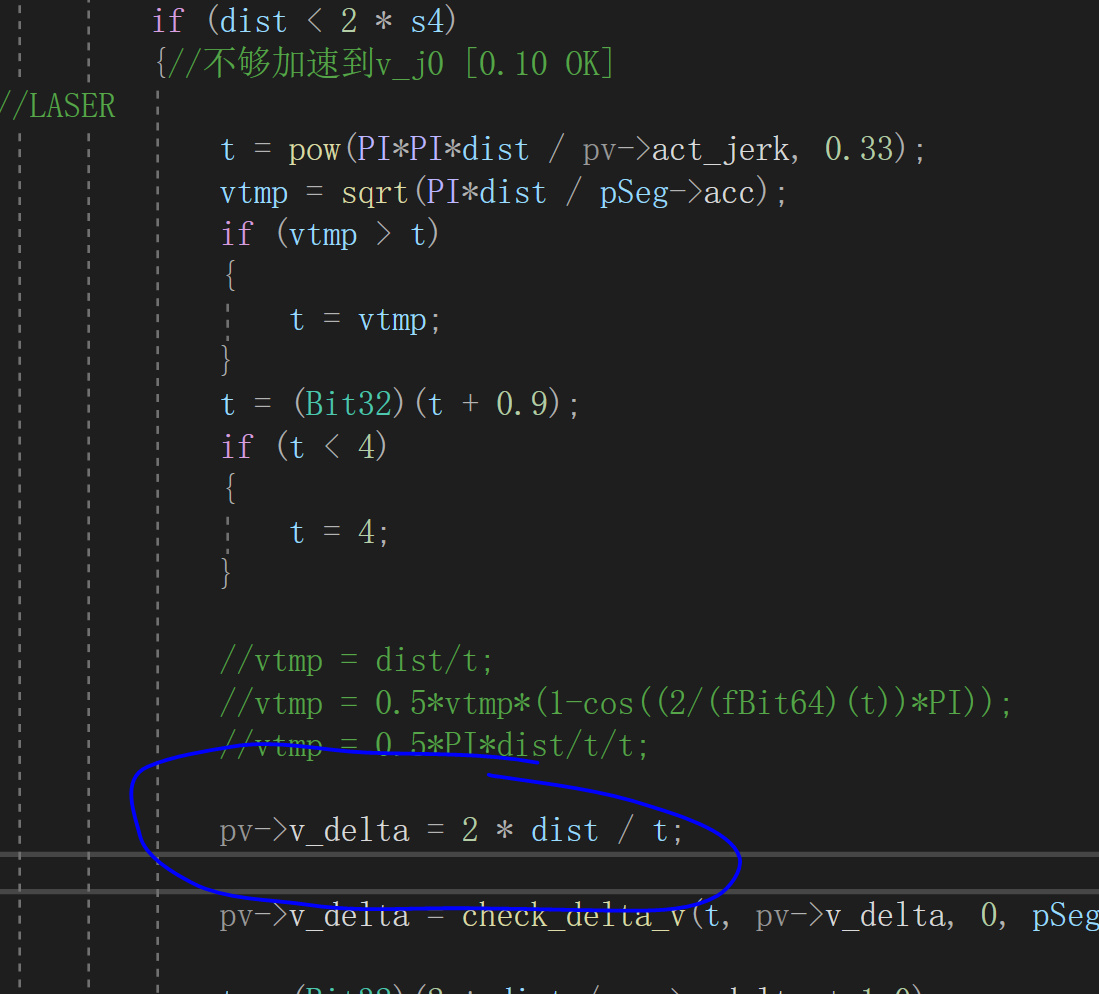 if (dist < 2 * s4)
{//不够加速到v_j0 [0.10 OK]
//LASER
t = pow(PI*PI*dist / pv->act_jerk, 0.33);
vtmp = sqrt(PI*dist / pSeg->acc);
if (vtmp > t)
{
t = vtmp;
}
t = (Bit32)(t + 0.9);
if (t < 4)
{
t = 4;
}
//vtmp = dist/t;
//vtmp = 0.5*vtmp*(1-cos((2/(fBit64)(t))*PI));
//vtmp = 0.5*PI*dist/t/t;
pv->v_delta = 2 * dist / t;
pv->v_delta = check_delta_v(t, pv->v_delta, 0, pSeg